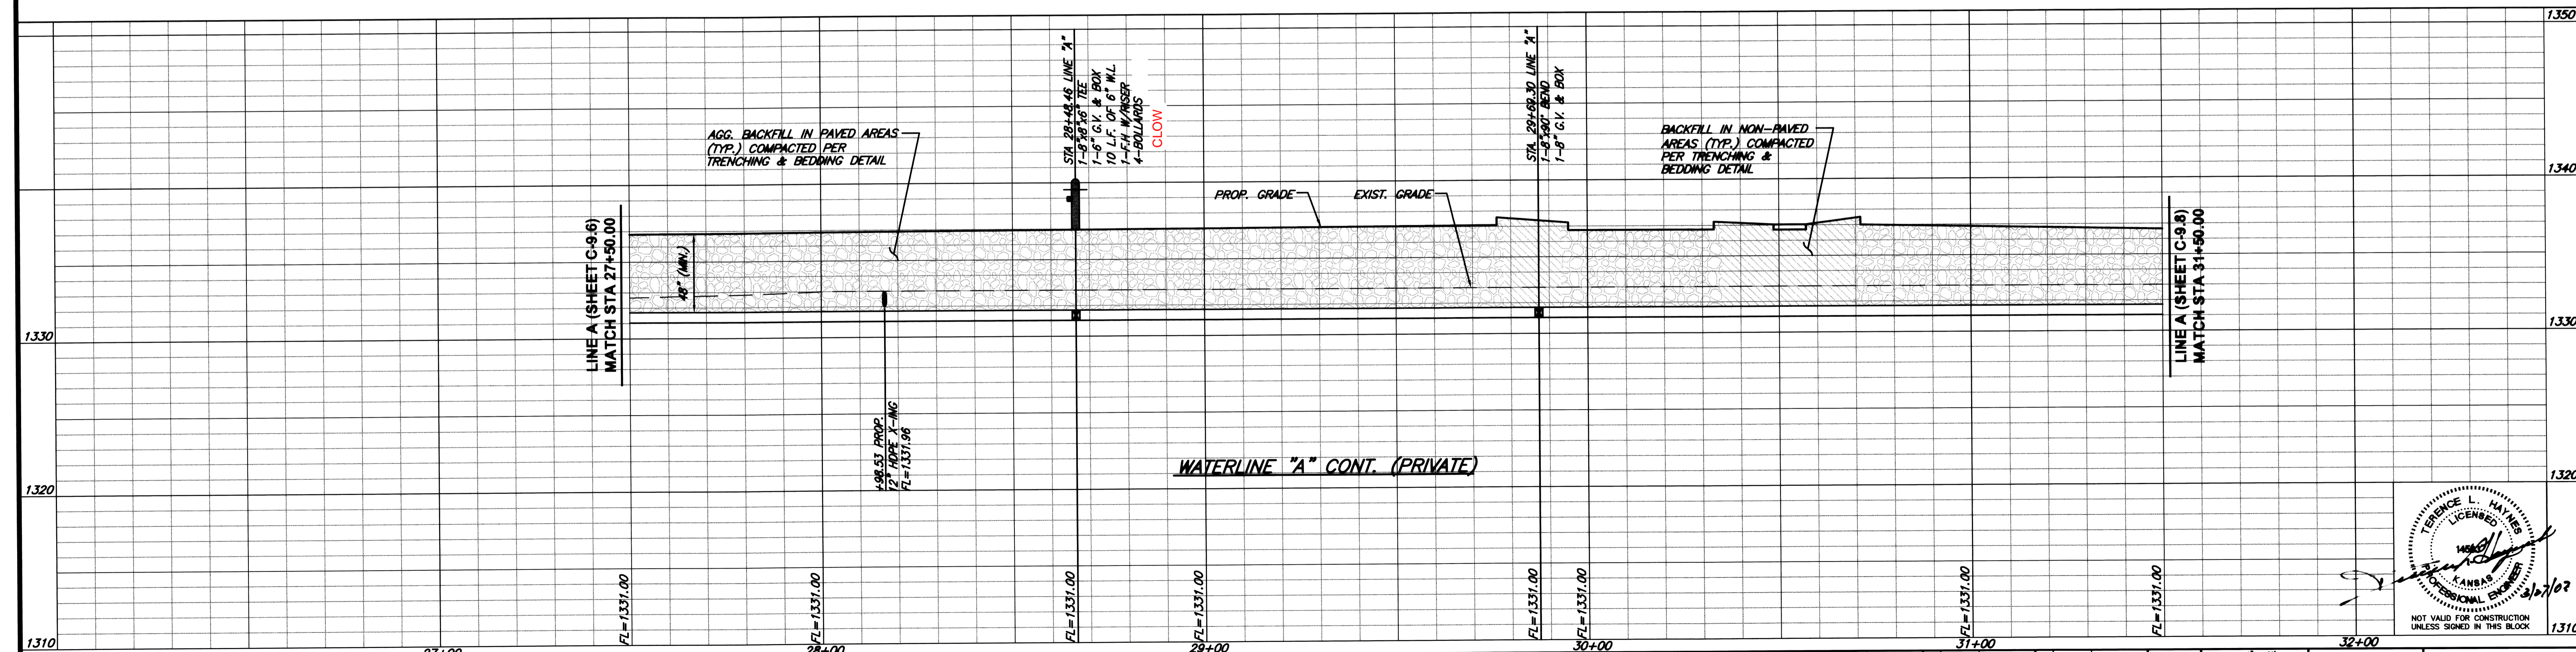 1350
1340
1330
1330
1320
1320
1310
1310
STA 28+48.46 LINE "A"
1-8"x8"x6" TEE
1-6" G.V. & BOX
10 L.F. OF 6" W.L.
1-F.H W/RISER
4-BOLLARDS
CLOW
STA. 29+69.30 LINE "A"
1-8"x90° BEND
1-8" G.V. & BOX
AGG. BACKFILL IN PAVED AREAS
(TYP.) COMPACTED PER
TRENCHING & BEDDING DETAIL
BACKFILL IN NON-PAVED
AREAS (TYP.) COMPACTED
PER TRENCHING &
BEDDING DETAIL
PROP. GRADE
EXIST. GRADE
LINE A (SHEET C-9.6)
MATCH STA 27+50.00
48" (MIN.)
LINE A (SHEET C-9.8)
MATCH STA 31+50.00
+98.53 PROP.
12" HDPE X-ING
FL=1331.96
WATERLINE "A" CONT. (PRIVATE)
FL=1331.00
FL=1331.00
FL=1331.00
FL=1331.00
FL=1331.00
FL=1331.00
FL=1331.00
FL=1331.00
27+00
28+00
29+00
30+00
31+00
32+00
TERENCE L. HAYNES
LICENSED
KANSAS
PROFESSIONAL ENGINEER
NOT VALID FOR CONSTRUCTION
UNLESS SIGNED IN THIS BLOCK